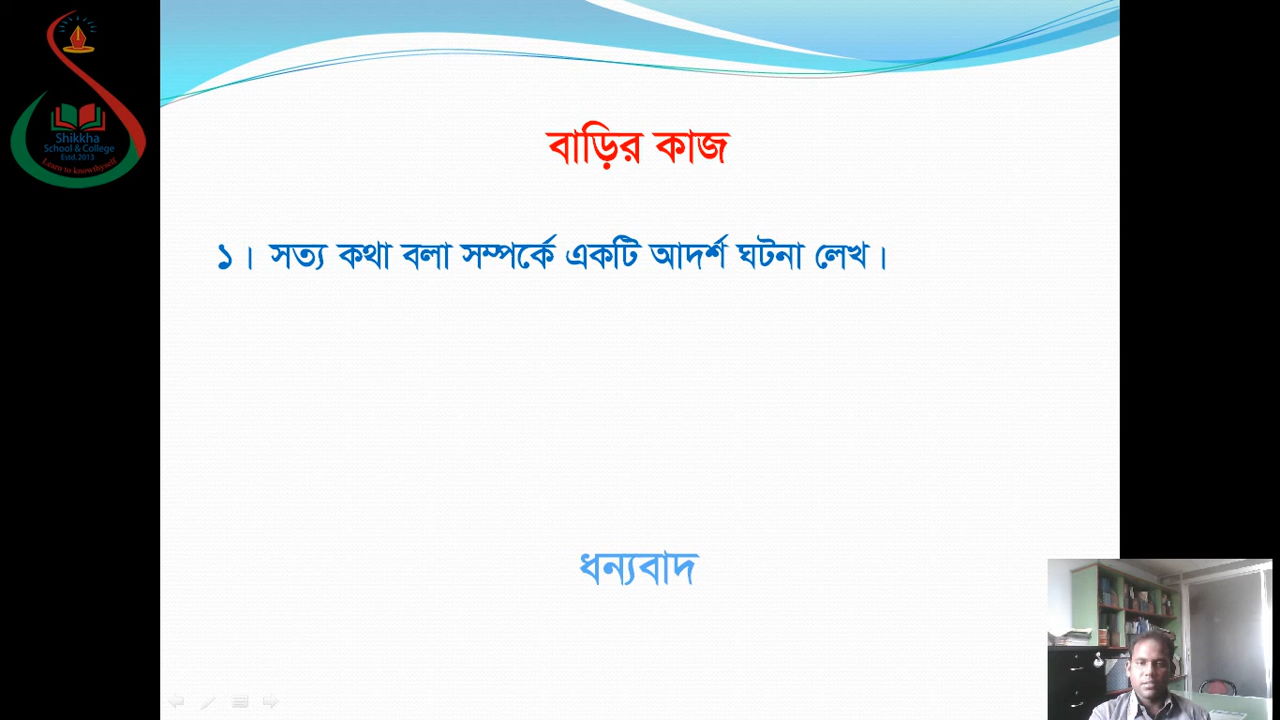 Shikkha
School & College
Estd. 2013
Learn to know thyself
বাড়ির কাজ
১। সত্য কথা বলা সম্পর্কে একটি আদর্শ ঘটনা লেখ।
ধন্যবাদ